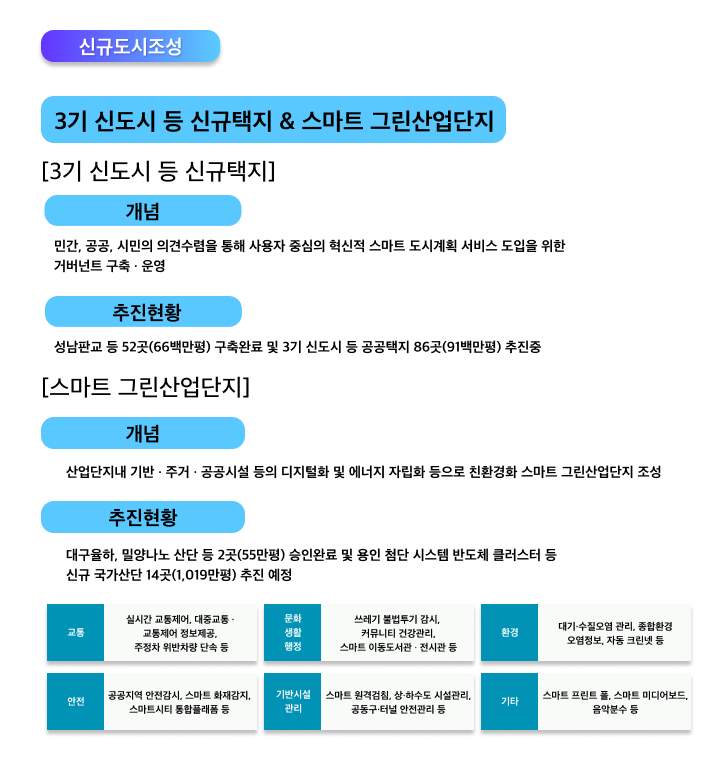 신규도시조성
3기 신도시 등 신규택지 & 스마트 그린산업단지
[3기 신도시 등 신규택지]
개념
민간, 공공, 시민의 의견수렴을 통해 사용자 중심의 혁신적 스마트 도시계획 서비스 도입을 위한
거버넌트 구축 · 운영
추진현황
성남판교 등 52곳(66백만평) 구축완료 및 3기 신도시 등 공공택지 86곳(91백만평) 추진중
[스마트 그린산업단지]
개념
산업단지내 기반 · 주거 · 공공시설 등의 디지털화 및 에너지 자립화 등으로 친환경화 스마트 그린산업단지 조성
추진현황
대구율하, 밀양나노 산단 등 2곳(55만평) 승인완료 및 용인 첨단 시스템 반도체 클러스터 등
신규 국가산단 14곳(1,019만평) 추진 예정
교통
실시간 교통제어, 대중교통 ·
교통제어 정보제공,
주정차 위반차량 단속 등
문화
생활
행정
쓰레기 불법투기 감시,
커뮤니티 건강관리,
스마트 이동도서관 · 전시관 등
환경
대기·수질오염 관리, 종합환경
오염정보, 자동 크린넷 등
안전
공공지역 안전감시, 스마트 화재감지,
스마트시티 통합플래폼 등
기반시설
관리
스마트 원격검침, 상·하수도 시설관리,
공동구·터널 안전관리 등
기타
스마트 프린트 폴, 스마트 미디어보드,
음악분수 등